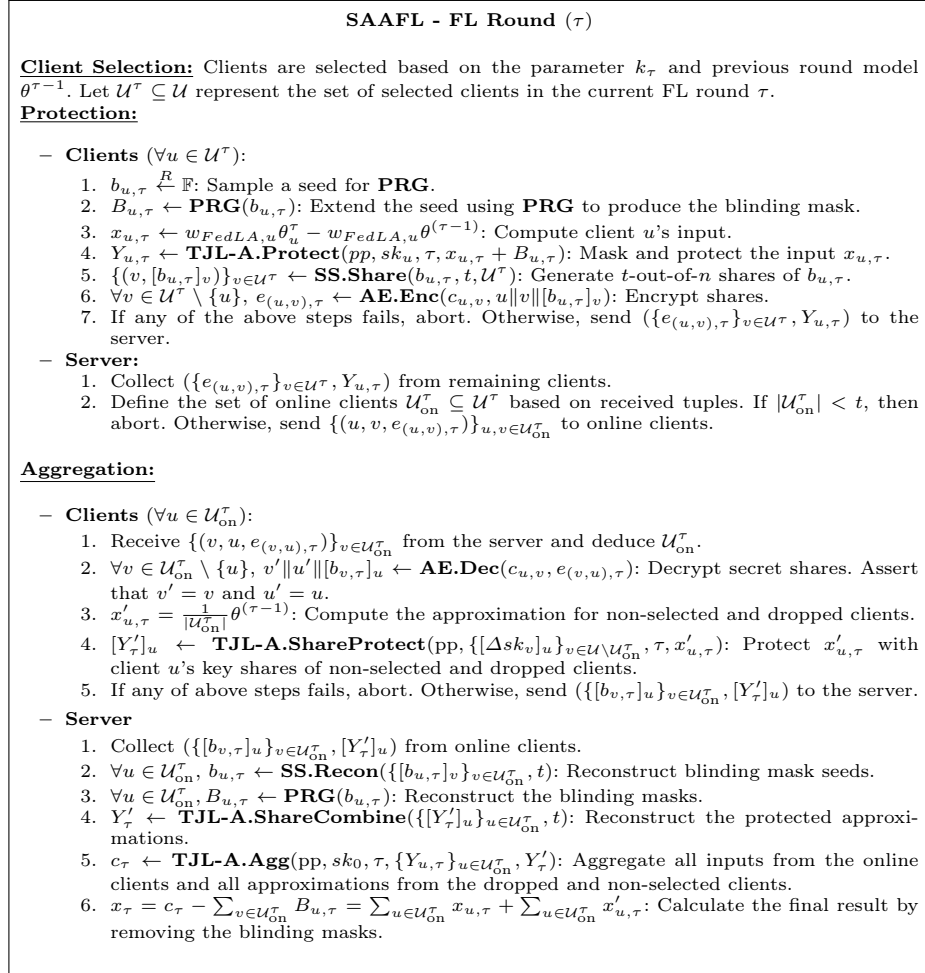 SAAFL - FL Round (τ)
Client Selection: Clients are selected based on the parameter k_τ and previous round model
θ^{τ−1}. Let 𝒰^τ ⊆ 𝒰 represent the set of selected clients in the current FL round τ.
Protection:
− Clients (∀u ∈ 𝒰^τ):
1. b_{u,τ} ←^R 𝔽: Sample a seed for PRG.
2. B_{u,τ} ← PRG(b_{u,τ}): Extend the seed using PRG to produce the blinding mask.
3. x_{u,τ} ← w_{FedLA,u}θ_u^τ − w_{FedLA,u}θ^{(τ−1)}: Compute client u's input.
4. Y_{u,τ} ← TJL-A.Protect(pp, sk_u, τ, x_{u,τ} + B_{u,τ}): Mask and protect the input x_{u,τ}.
5. {(v, [b_{u,τ}]_v)}_{v∈𝒰^τ} ← SS.Share(b_{u,τ}, t, 𝒰^τ): Generate t-out-of-n shares of b_{u,τ}.
6. ∀v ∈ 𝒰^τ \ {u}, e_{(u,v),τ} ← AE.Enc(c_{u,v}, u‖v‖[b_{u,τ}]_v): Encrypt shares.
7. If any of the above steps fails, abort. Otherwise, send ({e_{(u,v),τ}}_{v∈𝒰^τ}, Y_{u,τ}) to the
server.
− Server:
1. Collect ({e_{(u,v),τ}}_{v∈𝒰^τ}, Y_{u,τ}) from remaining clients.
2. Define the set of online clients 𝒰_on^τ ⊆ 𝒰^τ based on received tuples. If |𝒰_on^τ| < t, then
abort. Otherwise, send {(u, v, e_{(u,v),τ})}_{u,v∈𝒰_on^τ} to online clients.
Aggregation:
− Clients (∀u ∈ 𝒰_on^τ):
1. Receive {(v, u, e_{(v,u),τ})}_{v∈𝒰_on^τ} from the server and deduce 𝒰_on^τ.
2. ∀v ∈ 𝒰_on^τ \ {u}, v′‖u′‖[b_{v,τ}]_u ← AE.Dec(c_{u,v}, e_{(v,u),τ}): Decrypt secret shares. Assert
that v′ = v and u′ = u.
3. x′_{u,τ} = \frac{1}{|𝒰_on^τ|}θ^{(τ−1)}: Compute the approximation for non-selected and dropped clients.
4. [Y′_τ]_u ← TJL-A.ShareProtect(pp, {[Δsk_v]_u}_{v∈𝒰\𝒰_on^τ}, τ, x′_{u,τ}): Protect x′_{u,τ} with
client u's key shares of non-selected and dropped clients.
5. If any of above steps fails, abort. Otherwise, send ({[b_{v,τ}]_u}_{v∈𝒰_on^τ}, [Y′_τ]_u) to the server.
− Server
1. Collect ({[b_{v,τ}]_u}_{v∈𝒰_on^τ}, [Y′_τ]_u) from online clients.
2. ∀u ∈ 𝒰_on^τ, b_{u,τ} ← SS.Recon({[b_{u,τ}]_v}_{v∈𝒰_on^τ}, t): Reconstruct blinding mask seeds.
3. ∀u ∈ 𝒰_on^τ, B_{u,τ} ← PRG(b_{u,τ}): Reconstruct the blinding masks.
4. Y′_τ ← TJL-A.ShareCombine({[Y′_τ]_u}_{u∈𝒰_on^τ}, t): Reconstruct the protected approxi-
mations.
5. c_τ ← TJL-A.Agg(pp, sk_0, τ, {Y_{u,τ}}_{u∈𝒰_on^τ}, Y′_τ): Aggregate all inputs from the online
clients and all approximations from the dropped and non-selected clients.
6. x_τ = c_τ − ∑_{v∈𝒰_on^τ} B_{u,τ} = ∑_{u∈𝒰_on^τ} x_{u,τ} + ∑_{u∈𝒰_on^τ} x′_{u,τ}: Calculate the final result by
removing the blinding masks.